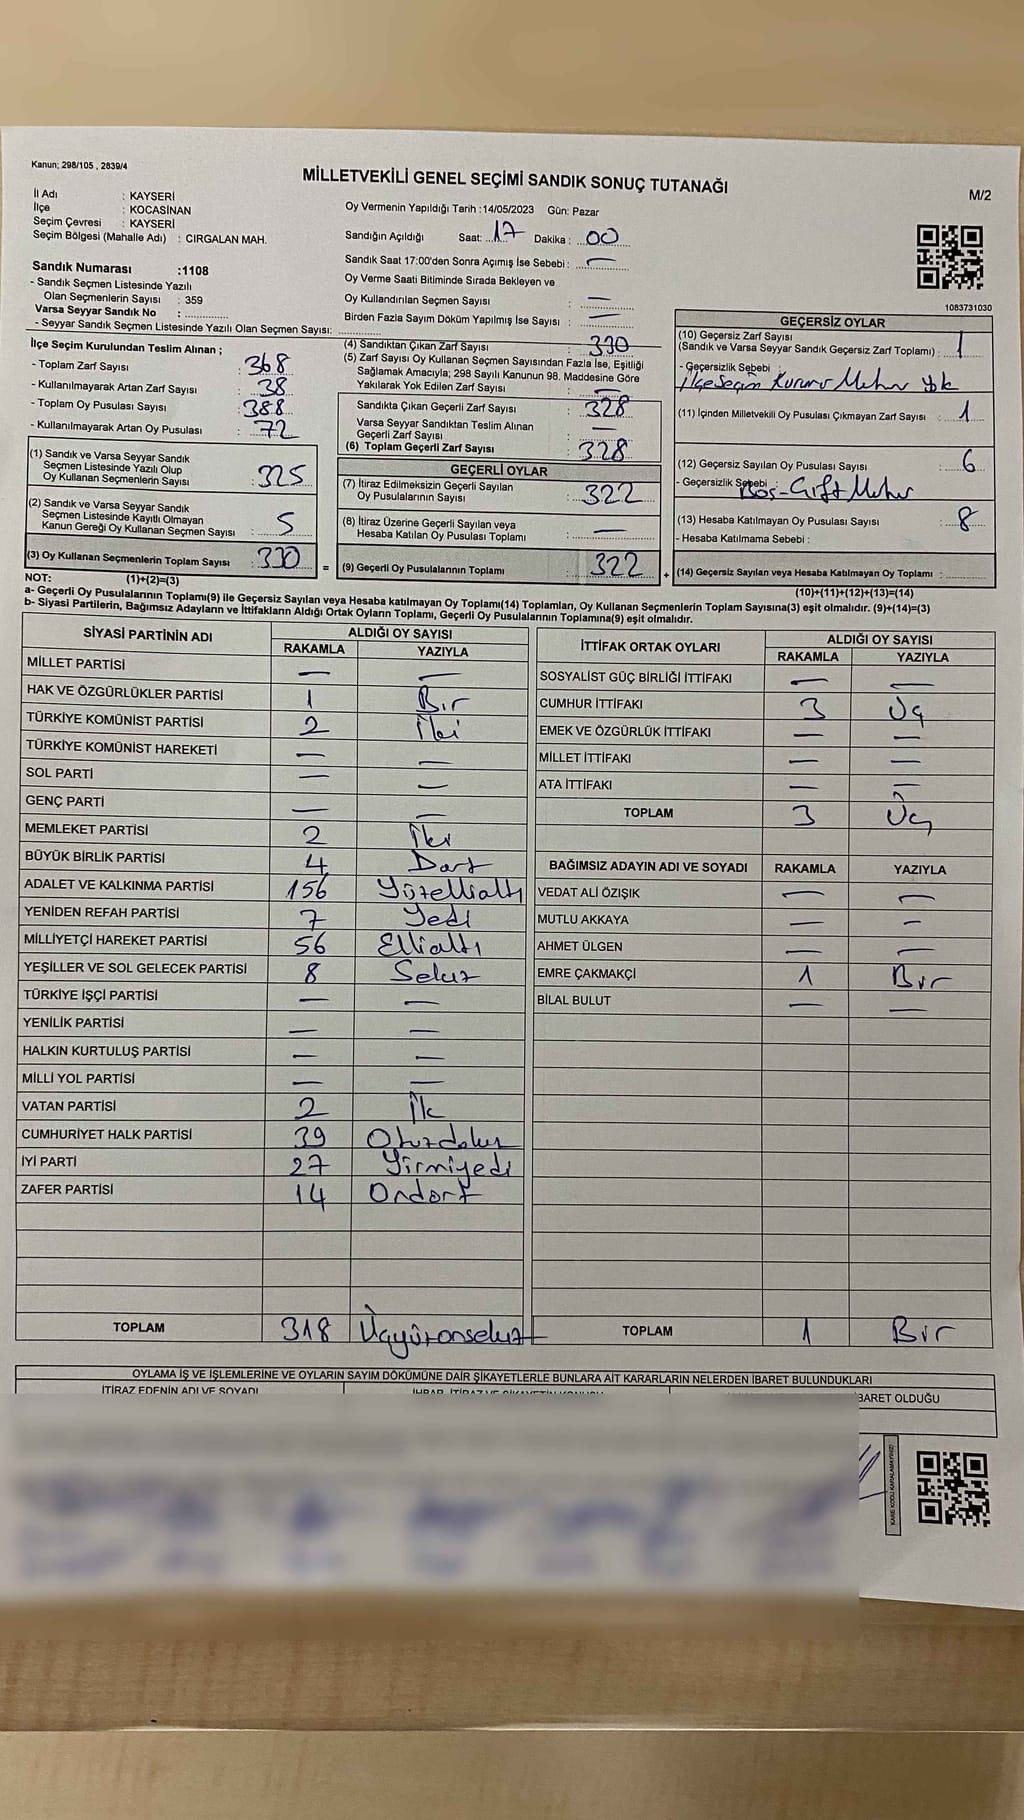 Kanun; 298/105 , 2839/4
MİLLETVEKİLİ GENEL SEÇİMİ SANDIK SONUÇ TUTANAĞI
M/2
İl Adı : KAYSERİ
İlçe : KOCASİNAN
Seçim Çevresi : KAYSERİ
Seçim Bölgesi (Mahalle Adı) : CIRGALAN MAH.
Oy Vermenin Yapıldığı Tarih :14/05/2023 Gün: Pazar
Sandığın Açıldığı Saat: 17 Dakika : 00
Sandık Saat 17:00'den Sonra Açımış İse Sebebi : —
Oy Verme Saati Bitiminde Sırada Bekleyen ve
Oy Kullandırılan Seçmen Sayısı : —
Birden Fazla Sayım Döküm Yapılmış İse Sayısı : —
1083731030
Sandık Numarası :1108
- Sandık Seçmen Listesinde Yazılı
Olan Seçmenlerin Sayısı : 359
Varsa Seyyar Sandık No :
- Seyyar Sandık Seçmen Listesinde Yazılı Olan Seçmen Sayısı:
İlçe Seçim Kurulundan Teslim Alınan ;
- Toplam Zarf Sayısı : 368
- Kullanılmayarak Artan Zarf Sayısı : 38
- Toplam Oy Pusulası Sayısı : 388
- Kullanılmayarak Artan Oy Pusulası : 72
(1) Sandık ve Varsa Seyyar Sandık
Seçmen Listesinde Yazılı Olup
Oy Kullanan Seçmenlerin Sayısı : 325
(2) Sandık ve Varsa Seyyar Sandık
Seçmen Listesinde Kayıtlı Olmayan
Kanun Gereği Oy Kullanan Seçmen Sayısı : 5
(3) Oy Kullanan Seçmenlerin Toplam Sayısı : 330
(4) Sandıktan Çıkan Zarf Sayısı : 330
(5) Zarf Sayısı Oy Kullanan Seçmen Sayısından Fazla İse, Eşitliği
Sağlamak Amacıyla; 298 Sayılı Kanunun 98. Maddesine Göre
Yakılarak Yok Edilen Zarf Sayısı : —
Sandıkta Çıkan Geçerli Zarf Sayısı : 328
Varsa Seyyar Sandıktan Teslim Alınan
Geçerli Zarf Sayısı : —
(6) Toplam Geçerli Zarf Sayısı : 328
GEÇERLİ OYLAR
(7) İtiraz Edilmeksizin Geçerli Sayılan
Oy Pusulalarının Sayısı : 322
(8) İtiraz Üzerine Geçerli Sayılan veya
Hesaba Katılan Oy Pusulası Toplamı : —
= (9) Geçerli Oy Pusulalarının Toplamı : 322 +
GEÇERSİZ OYLAR
(10) Geçersiz Zarf Sayısı
(Sandık ve Varsa Seyyar Sandık Geçersiz Zarf Toplamı) : 1
- Geçersizlik Sebebi :
İlçe Seçim Kurumu Mühür Yok
(11) İçinden Milletvekili Oy Pusulası Çıkmayan Zarf Sayısı : 1
(12) Geçersiz Sayılan Oy Pusulası Sayısı : 6
- Geçersizlik Sebebi
Boş-Çift Mühür
(13) Hesaba Katılmayan Oy Pusulası Sayısı : 8
- Hesaba Katılmama Sebebi :
(14) Geçersiz Sayılan veya Hesaba Katılmayan Oy Toplamı :
NOT: (1)+(2)=(3) (10)+(11)+(12)+(13)=(14)
a- Geçerli Oy Pusulalarının Toplamı(9) ile Geçersiz Sayılan veya Hesaba katılmayan Oy Toplamı(14) Toplamları, Oy Kullanan Seçmenlerin Toplam Sayısına(3) eşit olmalıdır. (9)+(14)=(3)
b- Siyasi Partilerin, Bağımsız Adayların ve İttifakların Aldığı Ortak Oyların Toplamı, Geçerli Oy Pusulalarının Toplamına(9) eşit olmalıdır.
SİYASİ PARTİNİN ADI ALDIĞI OY SAYISI
RAKAMLA YAZIYLA
MİLLET PARTİSİ — —
HAK VE ÖZGÜRLÜKLER PARTİSİ 1 Bir
TÜRKİYE KOMÜNİST PARTİSİ 2 İki
TÜRKİYE KOMÜNİST HAREKETİ — —
SOL PARTİ — —
GENÇ PARTİ — —
MEMLEKET PARTİSİ 2 İki
BÜYÜK BİRLİK PARTİSİ 4 Dört
ADALET VE KALKINMA PARTİSİ 156 Yüzellialtı
YENİDEN REFAH PARTİSİ 7 Yedi
MİLLİYETÇİ HAREKET PARTİSİ 56 Ellialtı
YEŞİLLER VE SOL GELECEK PARTİSİ 8 Sekiz
TÜRKİYE İŞÇİ PARTİSİ — —
YENİLİK PARTİSİ — —
HALKIN KURTULUŞ PARTİSİ — —
MİLLİ YOL PARTİSİ — —
VATAN PARTİSİ 2 İk
CUMHURİYET HALK PARTİSİ 39 Otuzdokuz
İYİ PARTİ 27 Yirmiyedi
ZAFER PARTİSİ 14 Ondört
TOPLAM 318 Üçyüzonsekiz
İTTİFAK ORTAK OYLARI ALDIĞI OY SAYISI
RAKAMLA YAZIYLA
SOSYALİST GÜÇ BİRLİĞİ İTTİFAKI — —
CUMHUR İTTİFAKI 3 Üç
EMEK VE ÖZGÜRLÜK İTTİFAKI — —
MİLLET İTTİFAKI — —
ATA İTTİFAKI — —
TOPLAM 3 Üç
BAĞIMSIZ ADAYIN ADI VE SOYADI RAKAMLA YAZIYLA
VEDAT ALİ ÖZIŞIK — —
MUTLU AKKAYA — —
AHMET ÜLGEN — —
EMRE ÇAKMAKÇİ 1 Bir
BİLAL BULUT — —
TOPLAM 1 Bir
OYLAMA İŞ VE İŞLEMLERİNE VE OYLARIN SAYIM DÖKÜMÜNE DAİR ŞİKAYETLERLE BUNLARA AİT KARARLARIN NELERDEN İBARET BULUNDUKLARI
İTİRAZ EDENİN ADI VE SOYADI BARET OLDUĞU
KARE KODU KARALAMAYINIZ!